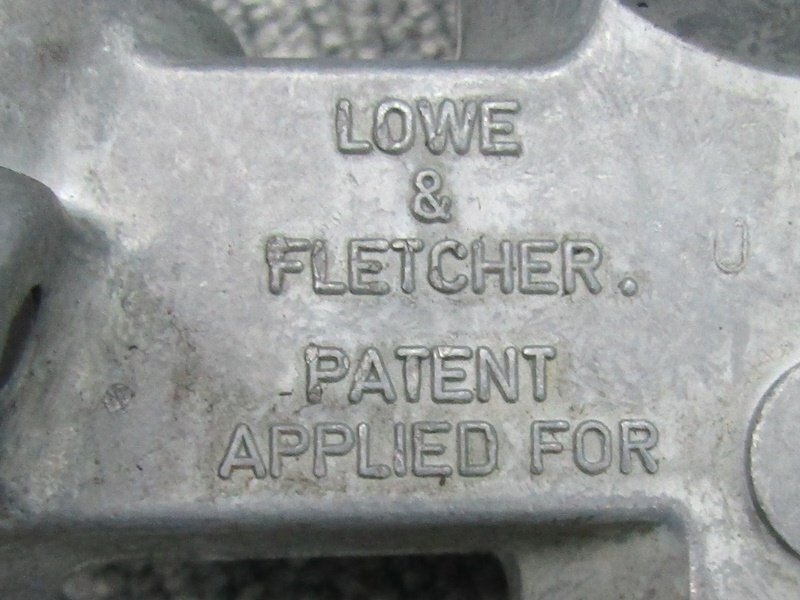 LOWE
&
FLETCHER.
U
PATENT
APPLIED FOR